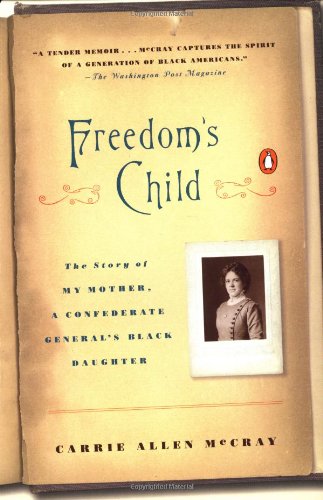 "A TENDER MEMOIR . . . MCCRAY CAPTURES THE SPIRIT
OF A GENERATION OF BLACK AMERICANS."
—The Washington Post Magazine
Freedom's
Child
The Story of
MY MOTHER,
A CONFEDERATE
GENERAL'S BLACK
DAUGHTER
CARRIE ALLEN McCRAY